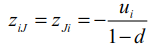 z_{iJ} = z_{Ji} = -\frac{u_i}{1-d}